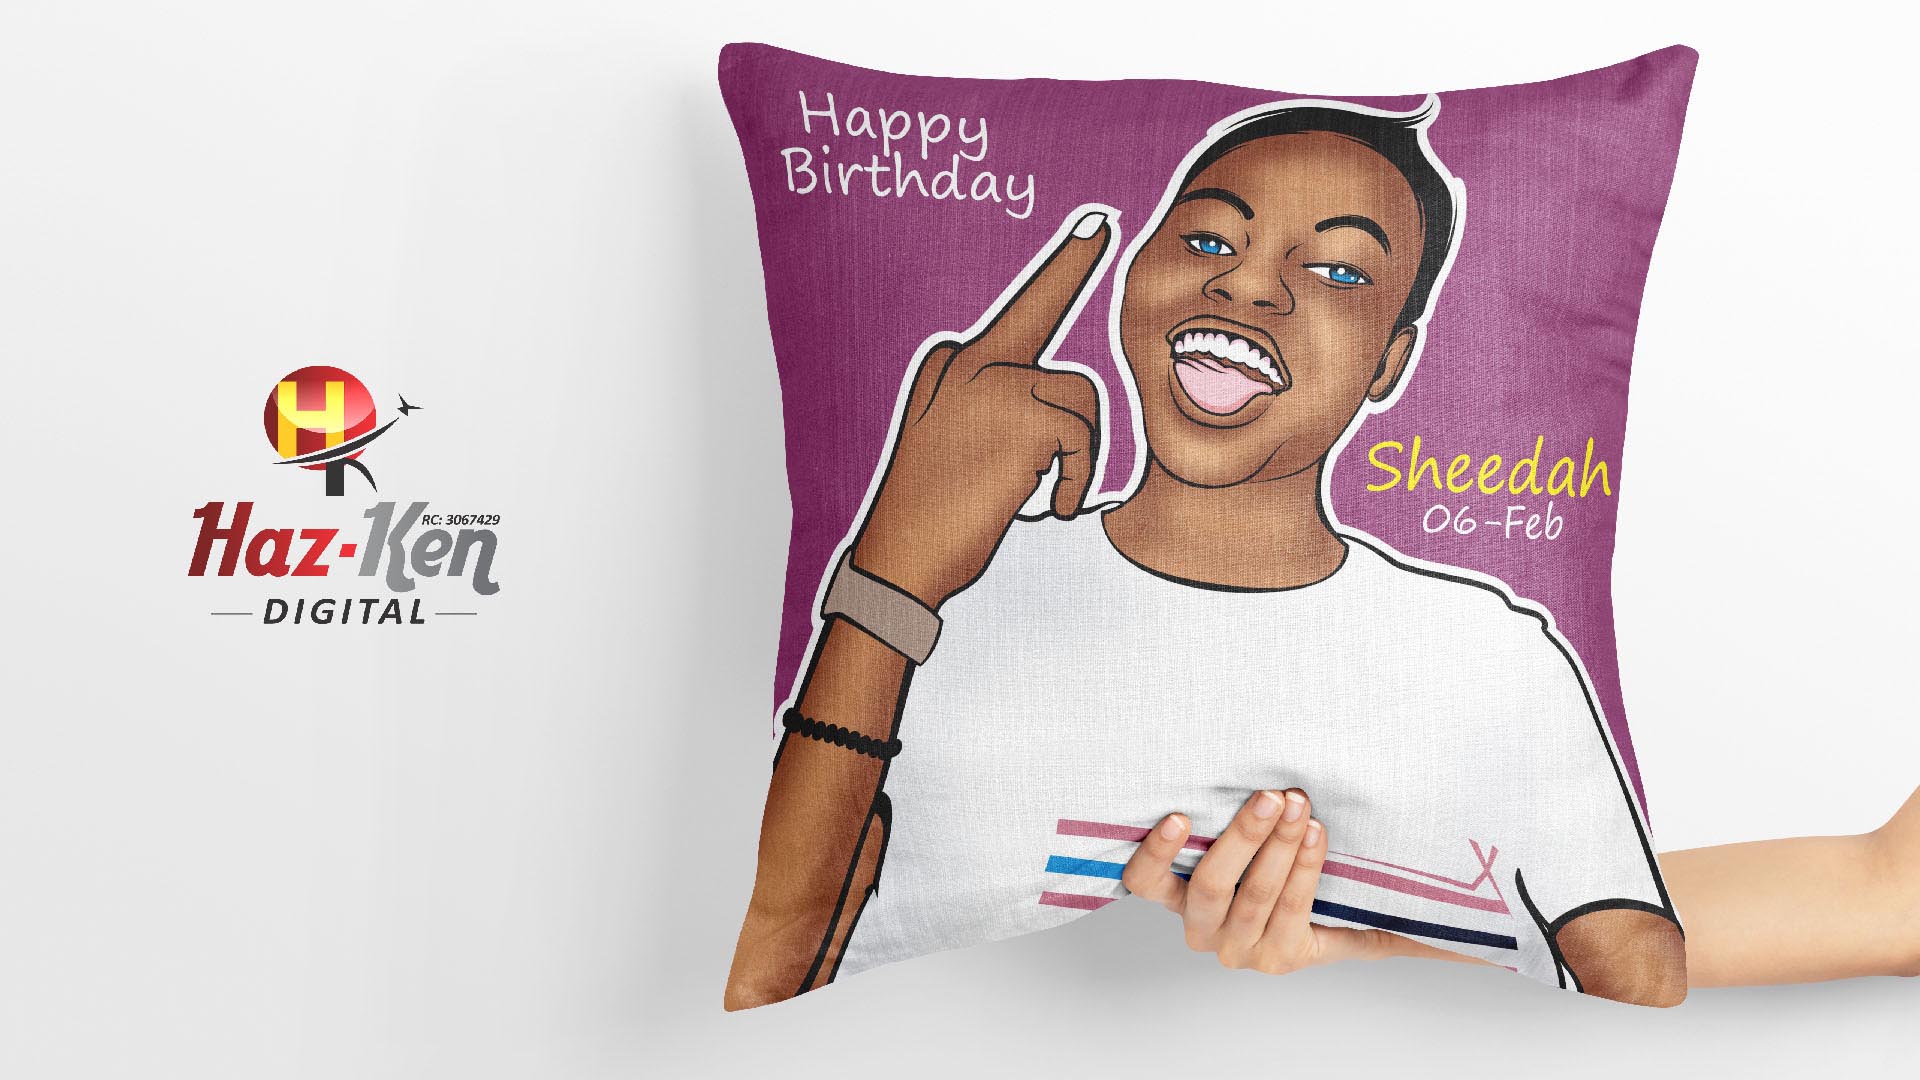 Happy
Birthday
Sheedah
06-Feb
H
Haz-Ken
RC: 3067429
DIGITAL